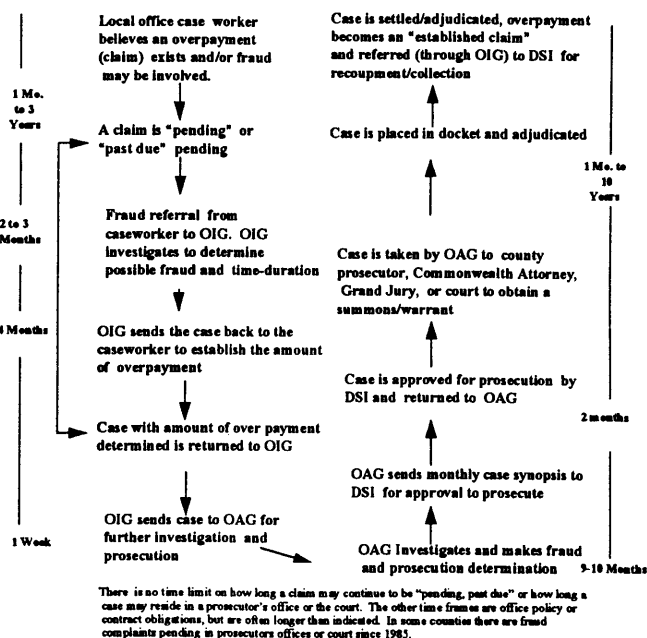 Local office case worker
believes an overpayment
(claim) exists and/or fraud
may be involved.
1 Mo.
to 3
Years
A claim is "pending" or
"past due" pending
2 to 3
Months
Fraud referral from
caseworker to OIG. OIG
investigates to determine
possible fraud and time-duration
4 Months
OIG sends the case back to the
caseworker to establish the amount
of overpayment
Case with amount of over payment
determined is returned to OIG
1 Week
OIG sends case to OAG for
further investigation and
prosecution
Case is settled/adjudicated, overpayment
becomes an "established claim"
and referred (through OIG) to DSI for
recoupment/collection
Case is placed in docket and adjudicated
1 Mo. to
10
Years
Case is taken by OAG to county
prosecutor, Commonwealth Attorney,
Grand Jury, or court to obtain a
summons/warrant
Case is approved for prosecution by
DSI and returned to OAG
2 months
OAG sends monthly case synopsis to
DSI for approval to prosecute
OAG Investigates and makes fraud
and prosecution determination
9-10 Months
There is no time limit on how long a claim may continue to be "pending, past due" or how long a
case may reside in a prosecutor's office or the court. The other time frames are office policy or
contract obligations, but are often longer than indicated. In some counties there are fraud
complaints pending in prosecutors offices or court since 1985.